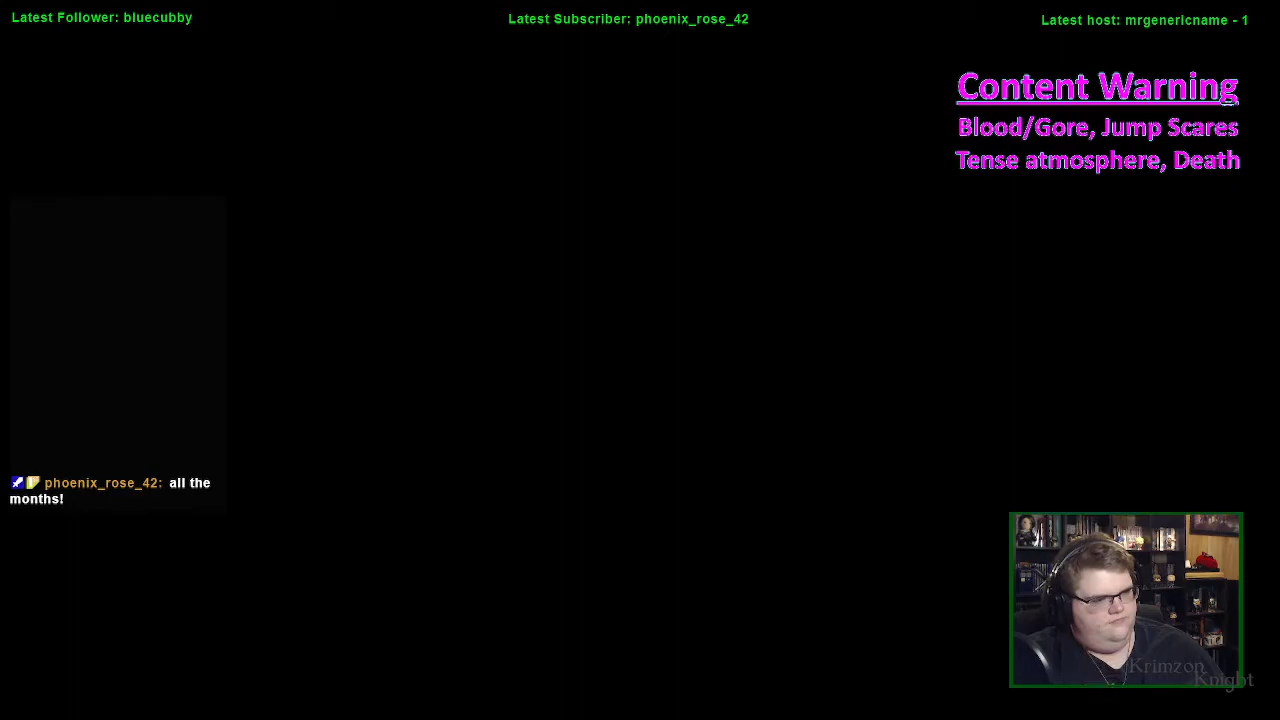 Latest Follower: bluecubby
Latest Subscriber: phoenix_rose_42
Latest host: mrgenericname - 1
Content Warning
Blood/Gore, Jump Scares
Tense atmosphere, Death
phoenix_rose_42: all the
months!
Krimzon
Knight